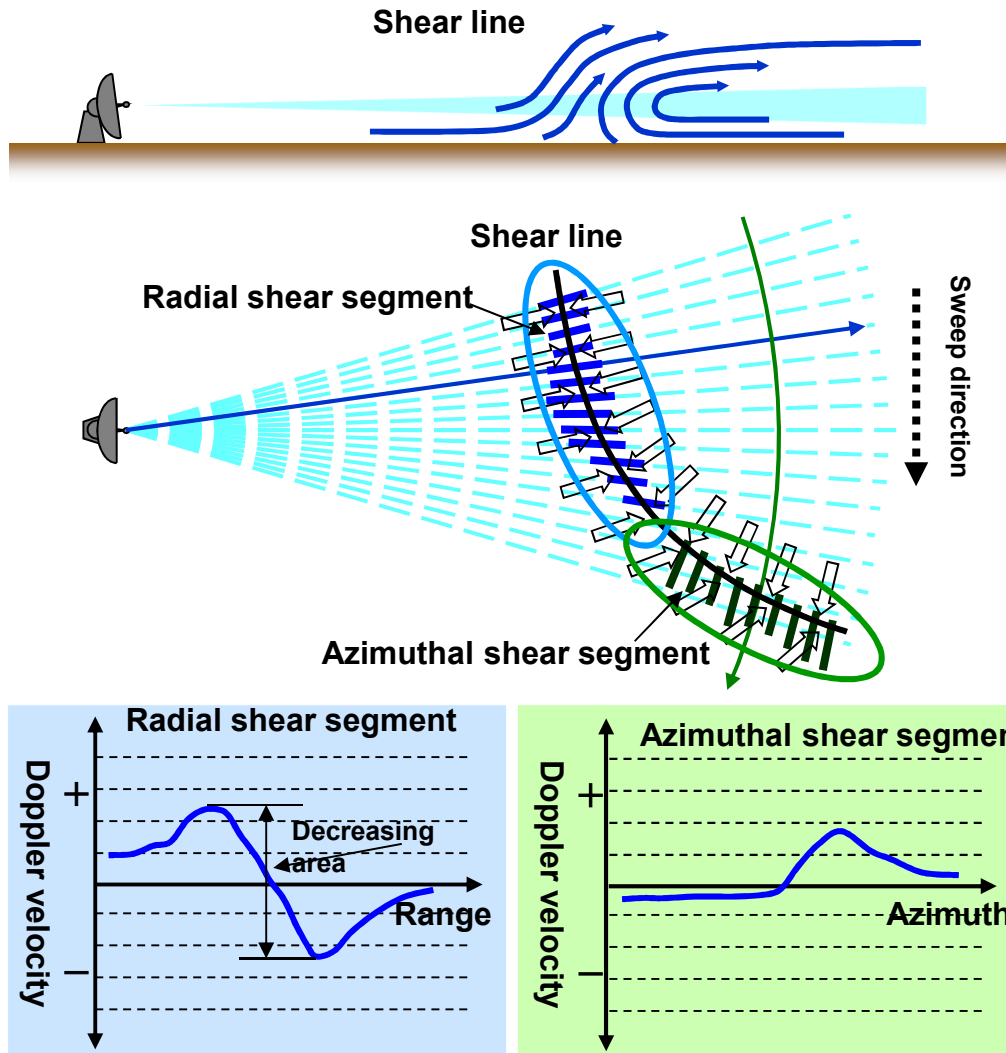 Shear line
Shear line
Radial shear segment
Sweep direction
Azimuthal shear segment
Radial shear segment
Doppler velocity
+
−
Decreasing
area
Range
Azimuthal shear segmen
Doppler velocity
+
−
Azimuth